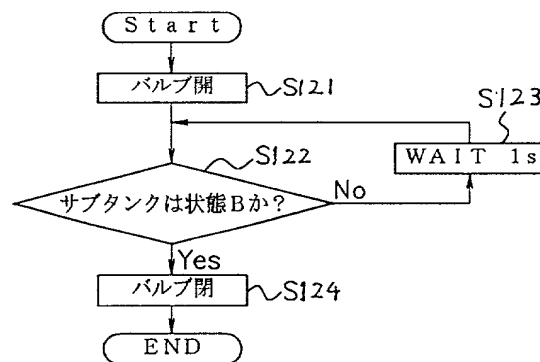 Start
バルブ開
S121
S123
WAIT 1s
S122
サブタンクは状態Bか?
No
Yes
バルブ閉
S124
END